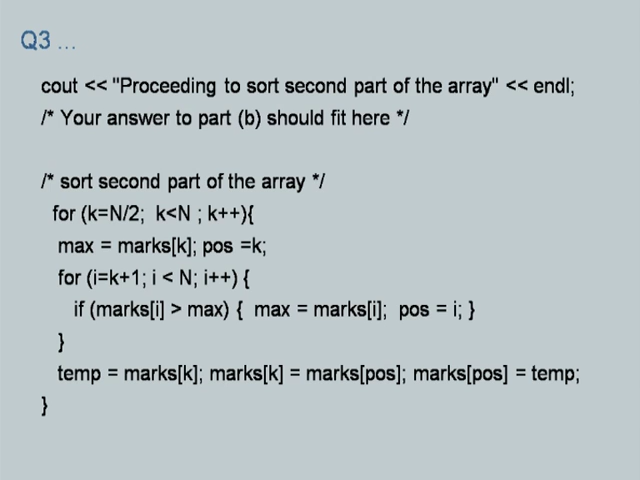 Q3 ...
cout << "Proceeding to sort second part of the array" << endl;
/* Your answer to part (b) should fit here */
/* sort second part of the array */
for (k=N/2; k<N ; k++){
max = marks[k]; pos =k;
for (i=k+1; i < N; i++) {
if (marks[i] > max) { max = marks[i]; pos = i; }
}
temp = marks[k]; marks[k] = marks[pos]; marks[pos] = temp;
}